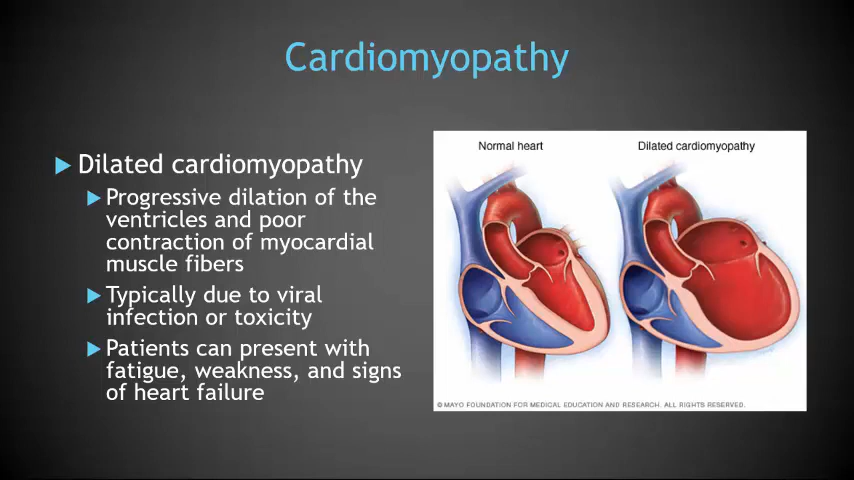 Cardiomyopathy
Dilated cardiomyopathy
Progressive dilation of the
ventricles and poor
contraction of myocardial
muscle fibers
Typically due to viral
infection or toxicity
Patients can present with
fatigue, weakness, and signs
of heart failure
Normal heart
Dilated cardiomyopathy
© MAYO FOUNDATION FOR MEDICAL EDUCATION AND RESEARCH. ALL RIGHTS RESERVED.